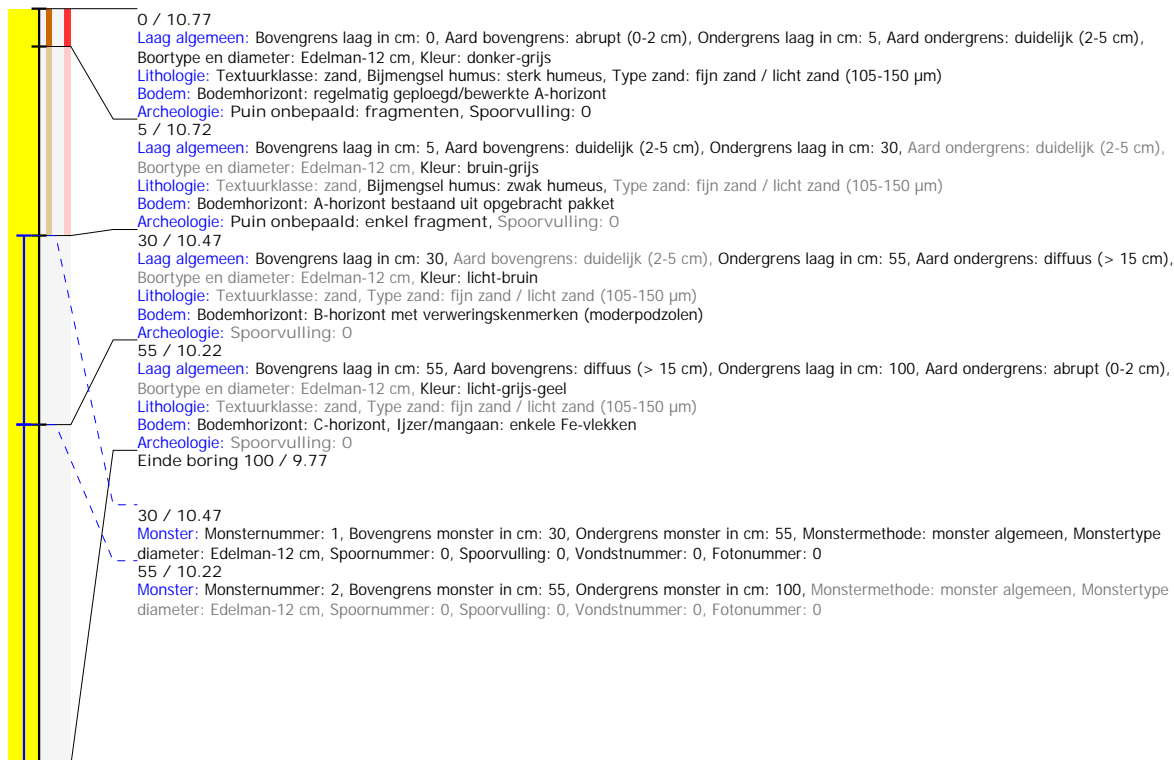 0 / 10.77
Laag algemeen: Bovengrens laag in cm: 0, Aard bovengrens: abrupt (0-2 cm), Ondergrens laag in cm: 5, Aard ondergrens: duidelijk (2-5 cm),
Boortype en diameter: Edelman-12 cm, Kleur: donker-grijs
Lithologie: Textuurklasse: zand, Bijmengsel humus: sterk humeus, Type zand: fijn zand / licht zand (105-150 µm)
Bodem: Bodemhorizont: regelmatig geploegd/bewerkte A-horizont
Archeologie: Puin onbepaald: fragmenten, Spoorvulling: 0
5 / 10.72
Laag algemeen: Bovengrens laag in cm: 5, Aard bovengrens: duidelijk (2-5 cm), Ondergrens laag in cm: 30, Aard ondergrens: duidelijk (2-5 cm),
Boortype en diameter: Edelman-12 cm, Kleur: bruin-grijs
Lithologie: Textuurklasse: zand, Bijmengsel humus: zwak humeus, Type zand: fijn zand / licht zand (105-150 µm)
Bodem: Bodemhorizont: A-horizont bestaand uit opgebracht pakket
Archeologie: Puin onbepaald: enkel fragment, Spoorvulling: 0
30 / 10.47
Laag algemeen: Bovengrens laag in cm: 30, Aard bovengrens: duidelijk (2-5 cm), Ondergrens laag in cm: 55, Aard ondergrens: diffuus (> 15 cm),
Boortype en diameter: Edelman-12 cm, Kleur: licht-bruin
Lithologie: Textuurklasse: zand, Type zand: fijn zand / licht zand (105-150 µm)
Bodem: Bodemhorizont: B-horizont met verweringskenmerken (moderpodzolen)
Archeologie: Spoorvulling: 0
55 / 10.22
Laag algemeen: Bovengrens laag in cm: 55, Aard bovengrens: diffuus (> 15 cm), Ondergrens laag in cm: 100, Aard ondergrens: abrupt (0-2 cm),
Boortype en diameter: Edelman-12 cm, Kleur: licht-grijs-geel
Lithologie: Textuurklasse: zand, Type zand: fijn zand / licht zand (105-150 µm)
Bodem: Bodemhorizont: C-horizont, Ijzer/mangaan: enkele Fe-vlekken
Archeologie: Spoorvulling: 0
Einde boring 100 / 9.77
30 / 10.47
Monster: Monsternummer: 1, Bovengrens monster in cm: 30, Ondergrens monster in cm: 55, Monstermethode: monster algemeen, Monstertype
diameter: Edelman-12 cm, Spoornummer: 0, Spoorvulling: 0, Vondstnummer: 0, Fotonummer: 0
55 / 10.22
Monster: Monsternummer: 2, Bovengrens monster in cm: 55, Ondergrens monster in cm: 100, Monstermethode: monster algemeen, Monstertype
diameter: Edelman-12 cm, Spoornummer: 0, Spoorvulling: 0, Vondstnummer: 0, Fotonummer: 0